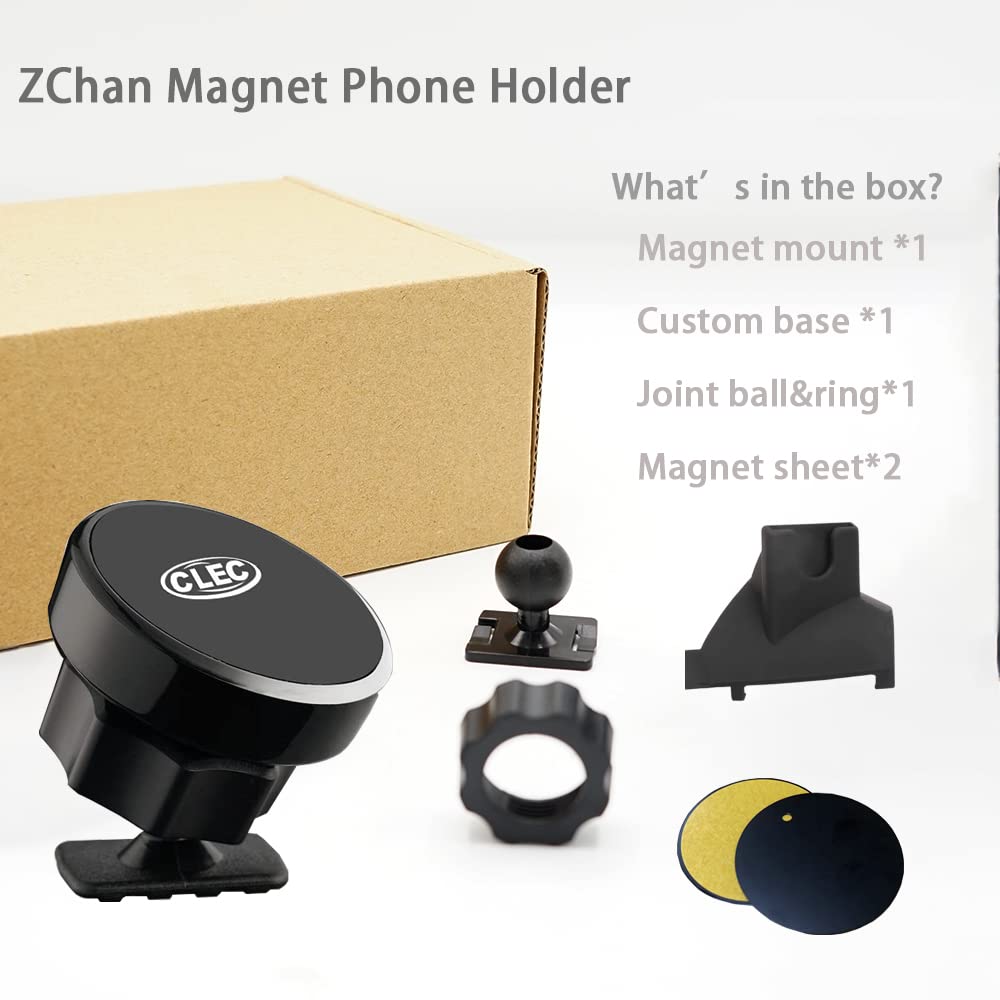 ZChan Magnet Phone Holder
What′ s in the box?
Magnet mount *1
Custom base *1
Joint ball&ring*1
Magnet sheet*2
CLEC